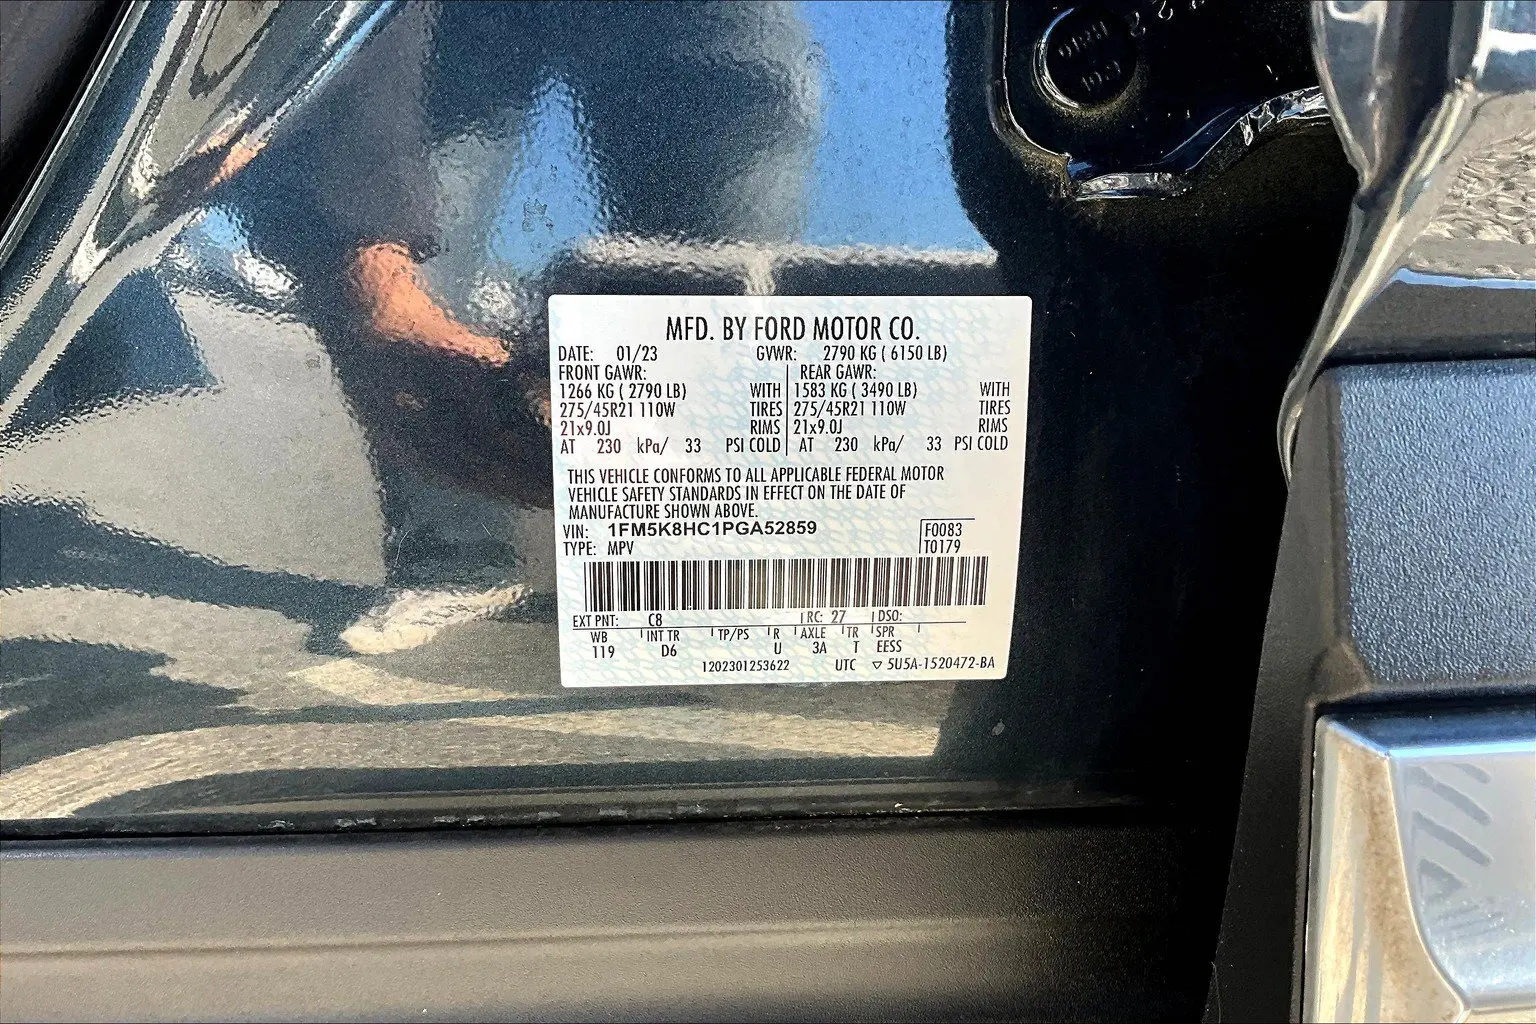 MFD. BY FORD MOTOR CO.
DATE: 01/23 GVWR: 2790 KG ( 6150 LB)
FRONT GAWR: REAR GAWR:
1266 KG ( 2790 LB) WITH 1583 KG ( 3490 LB) WITH
275/45R21 110W TIRES 275/45R21 110W TIRES
21x9.0J RIMS 21x9.0J RIMS
AT 230 kPa/ 33 PSI COLD AT 230 kPa/ 33 PSI COLD
THIS VEHICLE CONFORMS TO ALL APPLICABLE FEDERAL MOTOR
VEHICLE SAFETY STANDARDS IN EFFECT ON THE DATE OF
MANUFACTURE SHOWN ABOVE.
VIN: 1FM5K8HC1PGA52859 F0083
TYPE: MPV T0179
EXT PNT: C8 RC: 27 DSO:
WB INT TR TP/PS R AXLE TR SPR
119 D6 U 3A T EESS
1202301253622 UTC ▽ 5U5A-1520472-BA